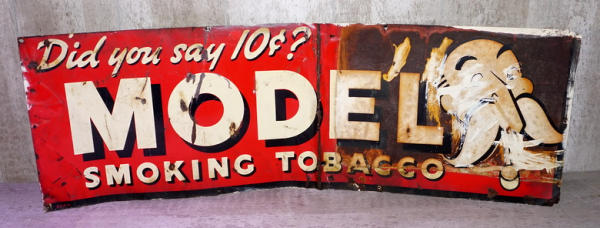 Did you say 10¢?
MODEL
SMOKING TOBACCO